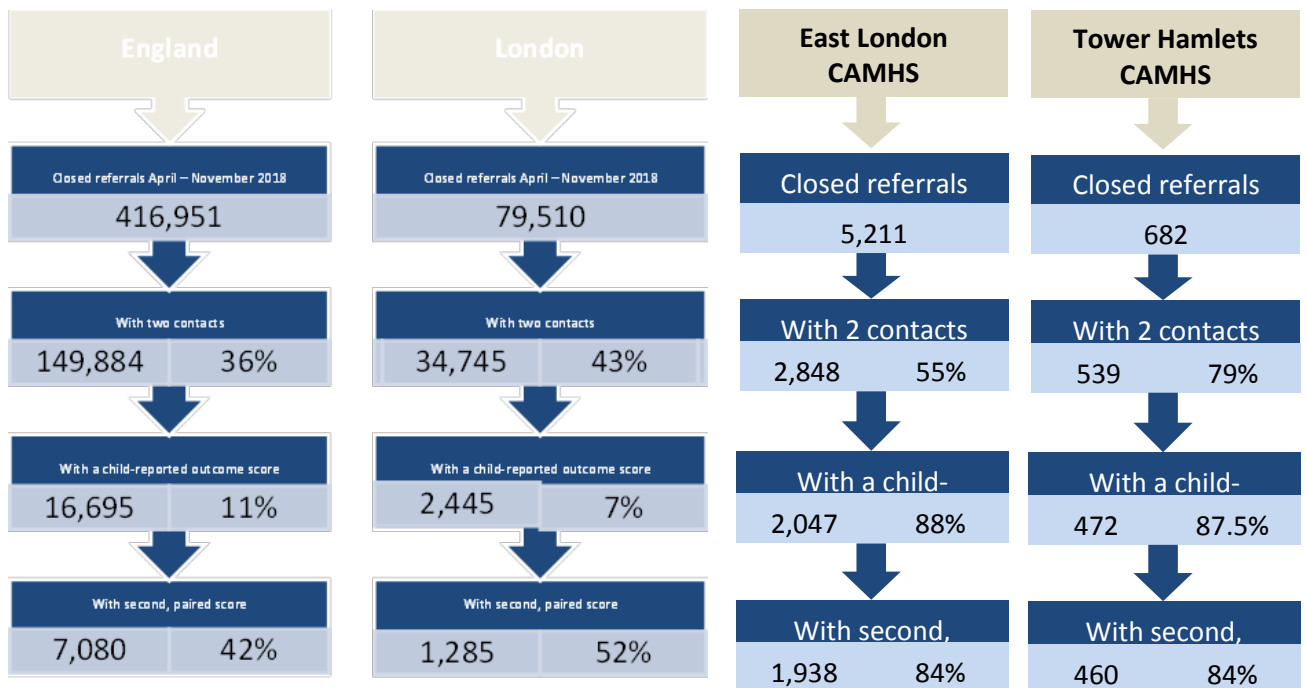 England
Closed referrals April – November 2018
416,951
With two contacts
149,884 36%
With a child-reported outcome score
16,695 11%
With second, paired score
7,080 42%
London
Closed referrals April – November 2018
79,510
With two contacts
34,745 43%
With a child-reported outcome score
2,445 7%
With second, paired score
1,285 52%
East London
CAMHS
Closed referrals
5,211
With 2 contacts
2,848 55%
With a child-
2,047 88%
With second,
1,938 84%
Tower Hamlets
CAMHS
Closed referrals
682
With 2 contacts
539 79%
With a child-
472 87.5%
With second,
460 84%